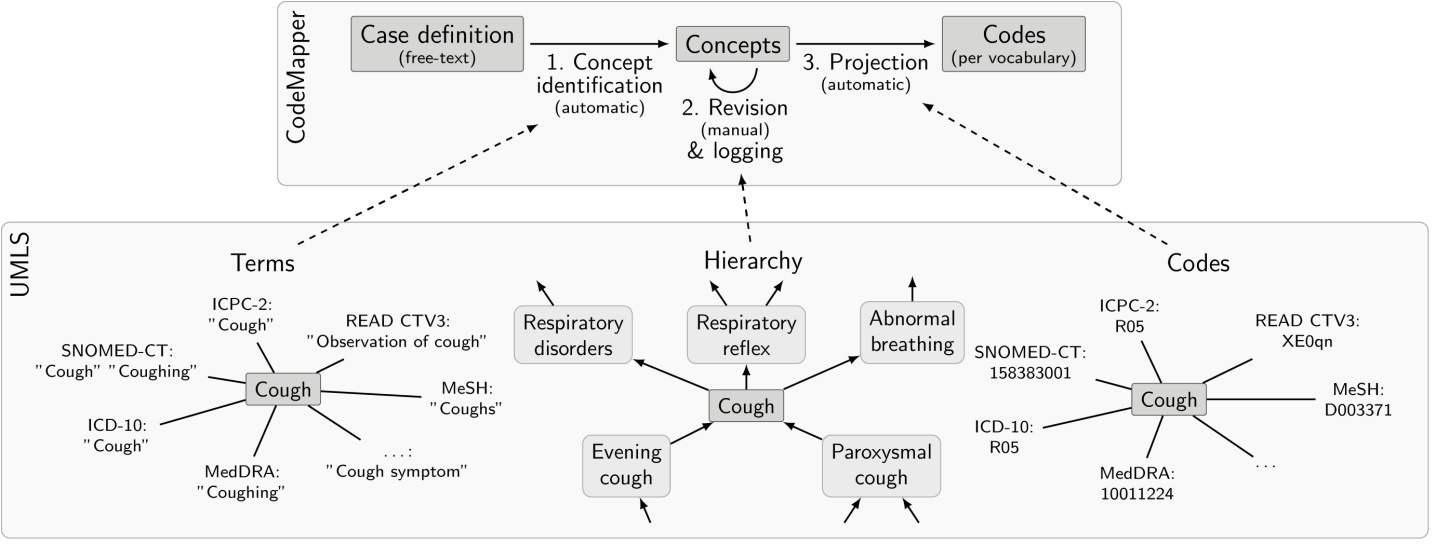 CodeMapper
Case definition
(free-text)
1. Concept
identification
(automatic)
Concepts
2. Revision
(manual)
& logging
3. Projection
(automatic)
Codes
(per vocabulary)
UMLS
Terms
ICPC-2:
"Cough"
READ CTV3:
"Observation of cough"
SNOMED-CT:
"Cough" "Coughing"
Cough
MeSH:
"Coughs"
ICD-10:
"Cough"
MedDRA:
"Coughing"
...:
"Cough symptom"
Hierarchy
Respiratory
disorders
Respiratory
reflex
Abnormal
breathing
Cough
Evening
cough
Paroxysmal
cough
Codes
ICPC-2:
R05
READ CTV3:
XE0qn
SNOMED-CT:
158383001
Cough
MeSH:
D003371
ICD-10:
R05
MedDRA:
10011224
...